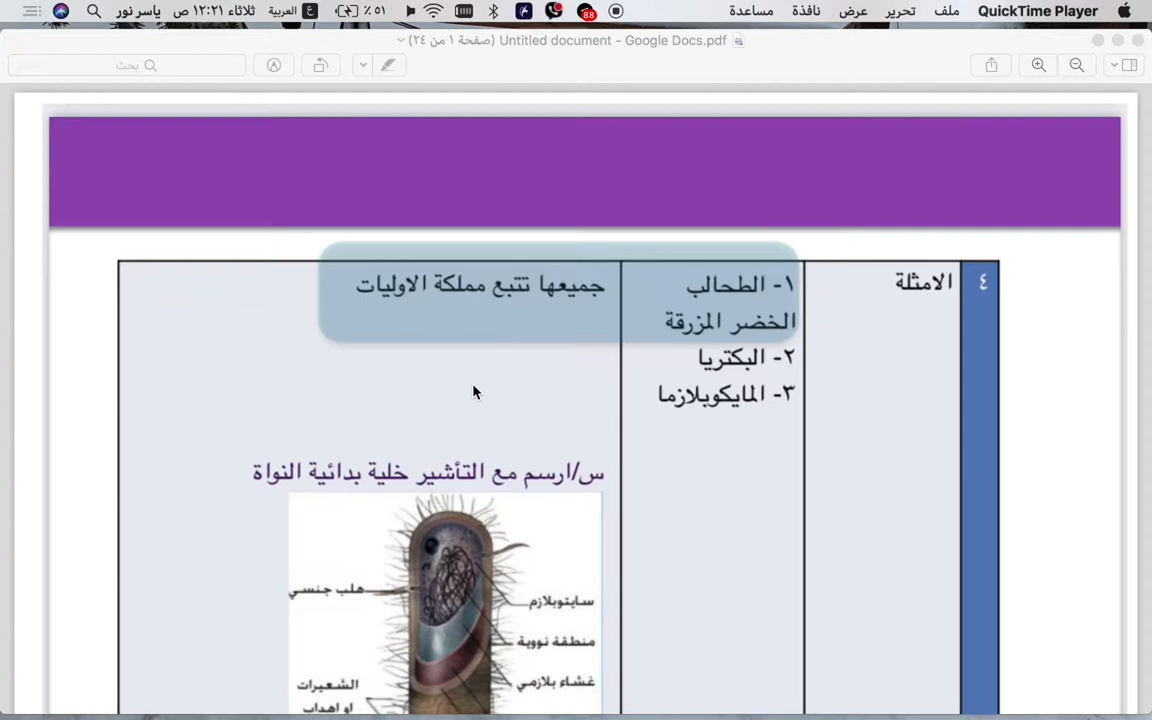 QuickTime Player ملف تحرير عرض نافذة مساعدة
88
٥١ ٪ العربية ع ثلاثاء ١٢:٢١ ص ياسر نور
Untitled document - Google Docs.pdf (صفحة ١ من ٢٤)
بحث
٤ الامثلة ١- الطحالب جميعها تتبع مملكة الاوليات
الخضر المزرقة
٢- البكتريا
٣- المايكوبلازما
س/ارسم مع التأشير خلية بدائية النواة
هلب جنسي
سايتوبلازم
منطقة نووية
غشاء بلازمي
الشعيرات
او اهداب